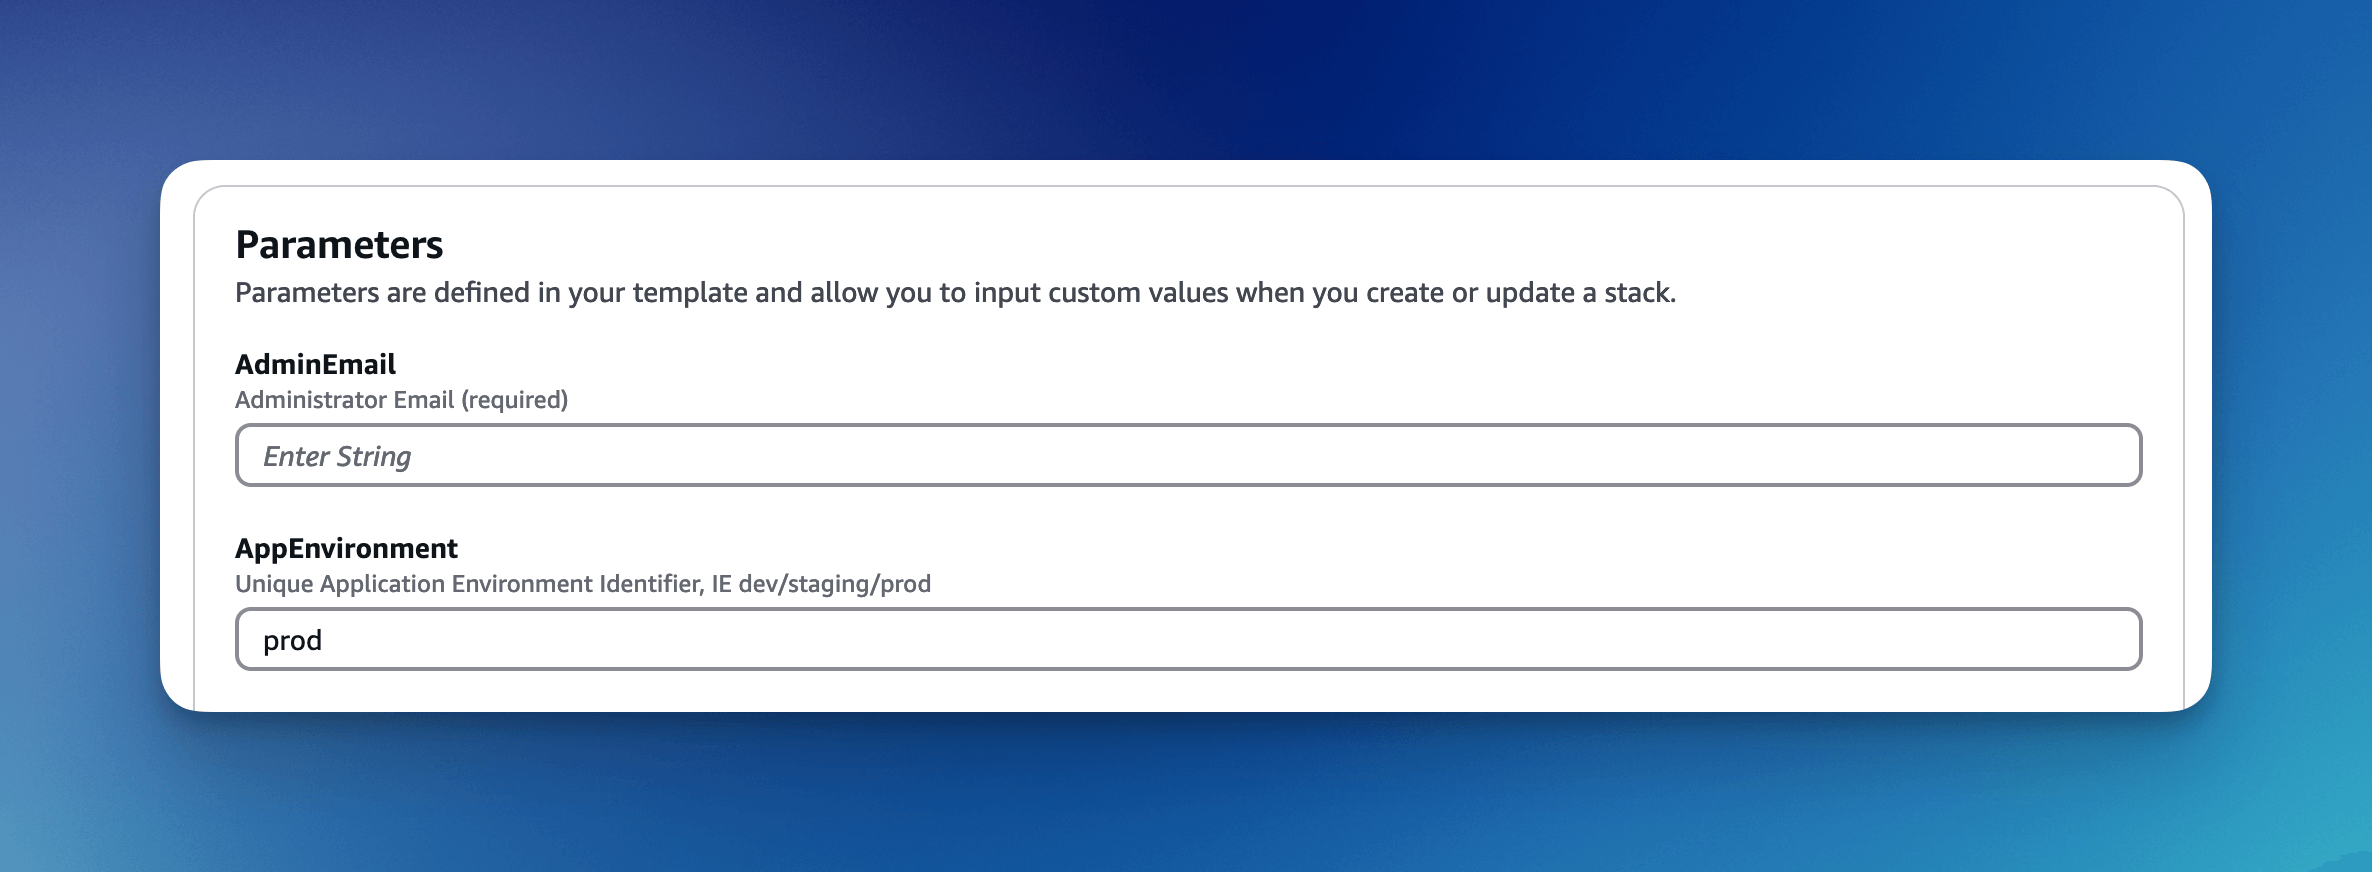 Parameters
Parameters are defined in your template and allow you to input custom values when you create or update a stack.
AdminEmail
Administrator Email (required)
Enter String
AppEnvironment
Unique Application Environment Identifier, IE dev/staging/prod
prod